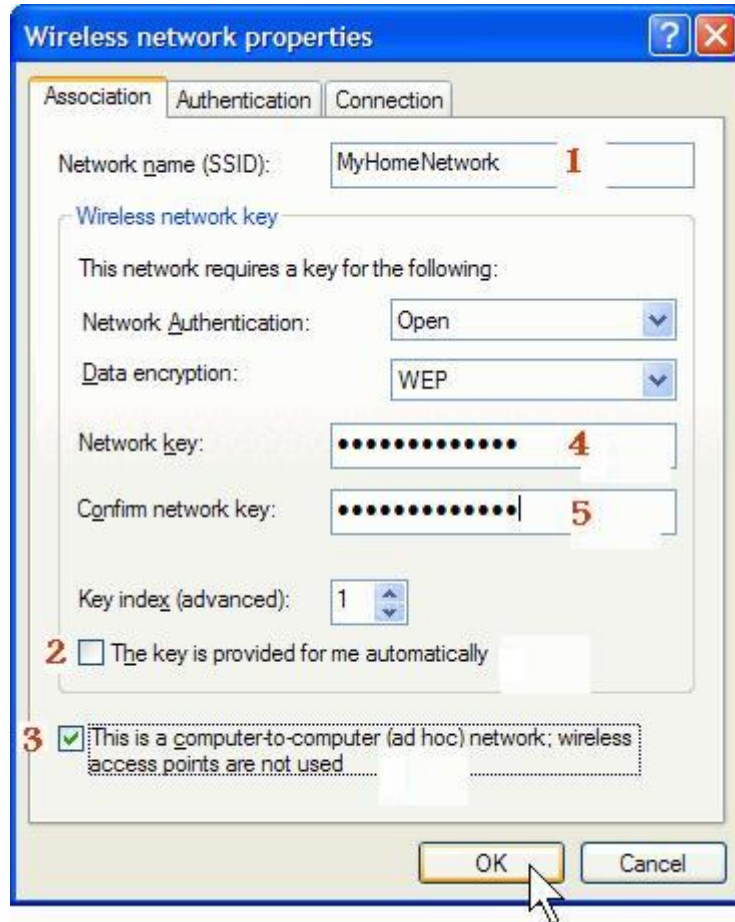 Wireless network properties
Association Authentication Connection
Network name (SSID): MyHomeNetwork 1
Wireless network key
This network requires a key for the following:
Network Authentication: Open
Data encryption: WEP
Network key: ●●●●●●●●●●●●● 4
Confirm network key: ●●●●●●●●●●●●● 5
Key index (advanced): 1
2 The key is provided for me automatically
3 This is a computer-to-computer (ad hoc) network; wireless
access points are not used
OK Cancel